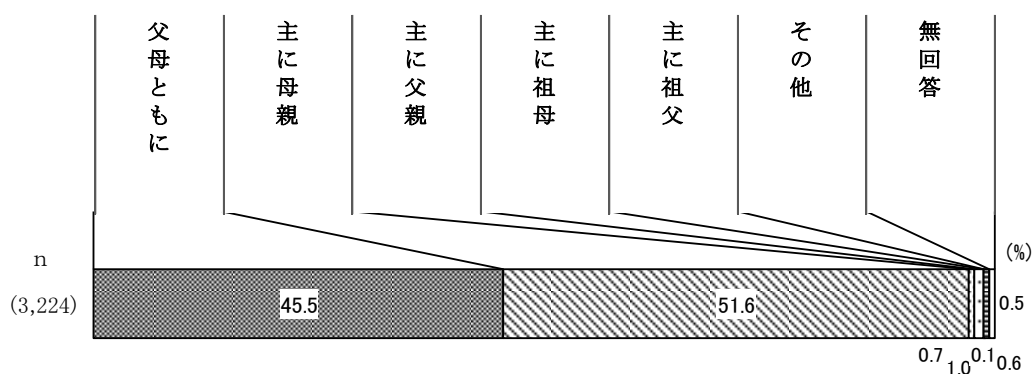 父母ともに
主に母親
主に父親
主に祖母
主に祖父
その他
無回答
(%)
n
(3,224)
45.5
51.6
0.5
0.7
1.0
0.1
0.6